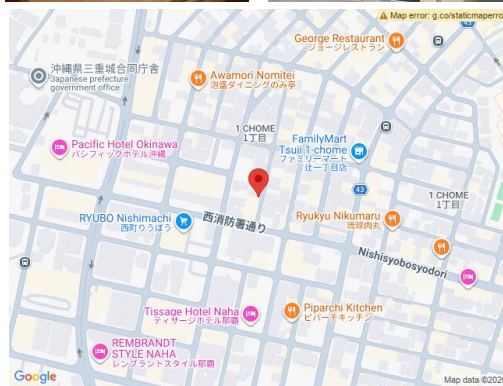 Map error: g.co/staticmaperro
George Restaurant
ジョージレストラン
43
沖縄県三重城合同庁舎
Japanese prefecture
government office
Awamori Nomitei
泡盛ダイニングのみ亭
1 CHOME
1丁目
FamilyMart
Tsuji 1-chome
ファミリーマート
辻一丁目店
Pacific Hotel Okinawa
パシフィックホテル沖縄
43
1 CHOME
1丁目
RYUBO Nishimachi
西町りうぼう
西消防署通り
Ryukyu Nikumaru
琉球肉丸
Nishisyobosyodori
Tissage Hotel Naha
ティサージホテル那覇
Piparchi Kitchen
ピパーチキッチン
REMBRANDT
STYLE NAHA
レンブラントスタイル那覇
Google
Map data ©202